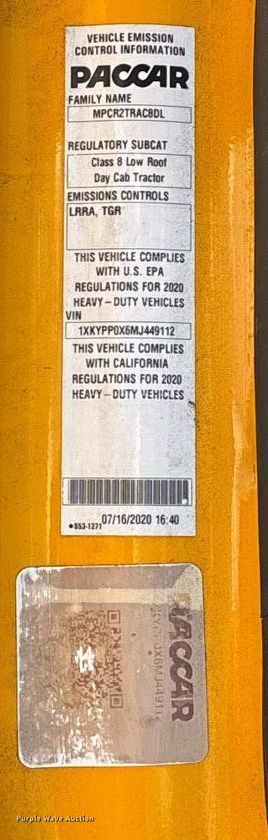 VEHICLE EMISSION
CONTROL INFORMATION
PACCAR
FAMILY NAME
MPCR2TRAC8DL
REGULATORY SUBCAT
Class 8 Low Roof
Day Cab Tractor
EMISSIONS CONTROLS
LRRA, TGR
THIS VEHICLE COMPLIES
WITH U.S. EPA
REGULATIONS FOR 2020
HEAVY-DUTY VEHICLES
VIN
1XKYPP0X6MJ449112
THIS VEHICLE COMPLIES
WITH CALIFORNIA
REGULATIONS FOR 2020
HEAVY-DUTY VEHICLES
07/16/2020 16:40
S53-1271
PACCAR
Purple Wave Auction